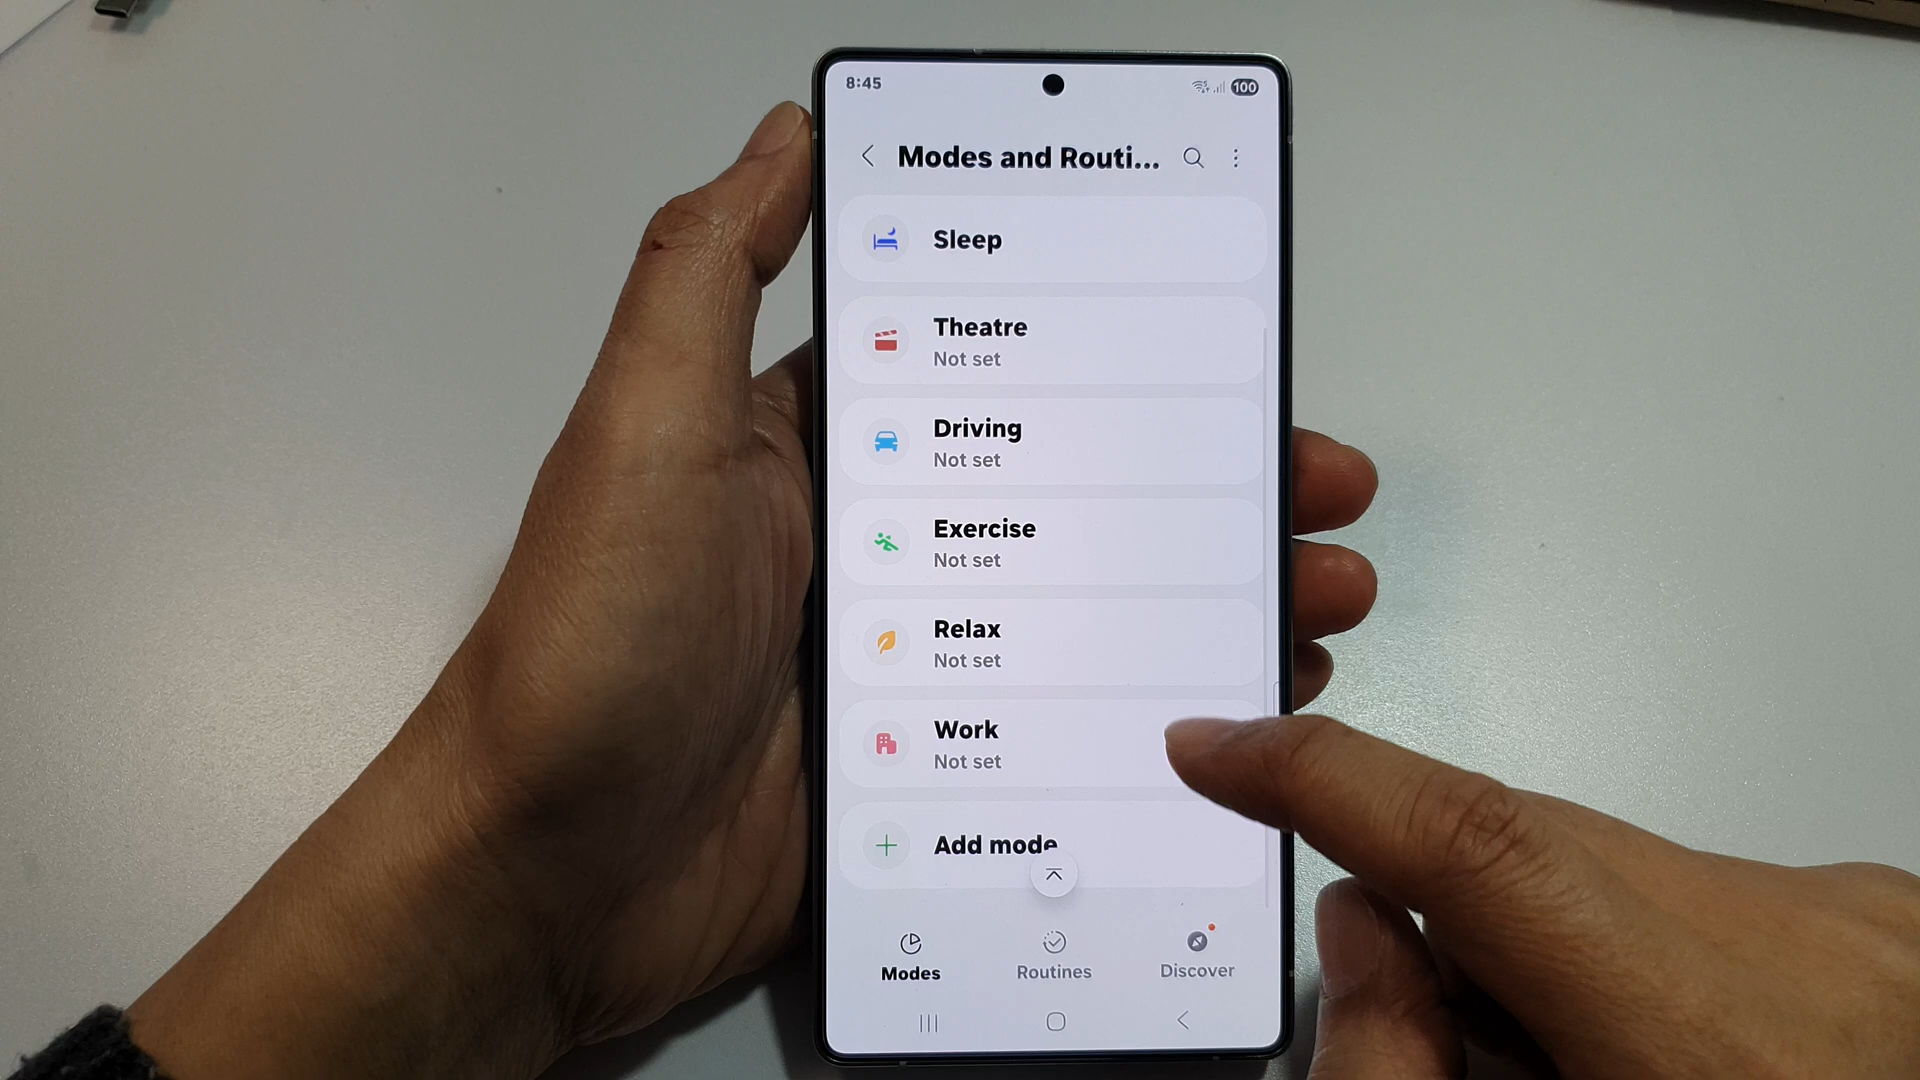 8:45
100
Modes and Routi...
Sleep
Theatre
Not set
Driving
Not set
Exercise
Not set
Relax
Not set
Work
Not set
Add mode
Modes
Routines
Discover